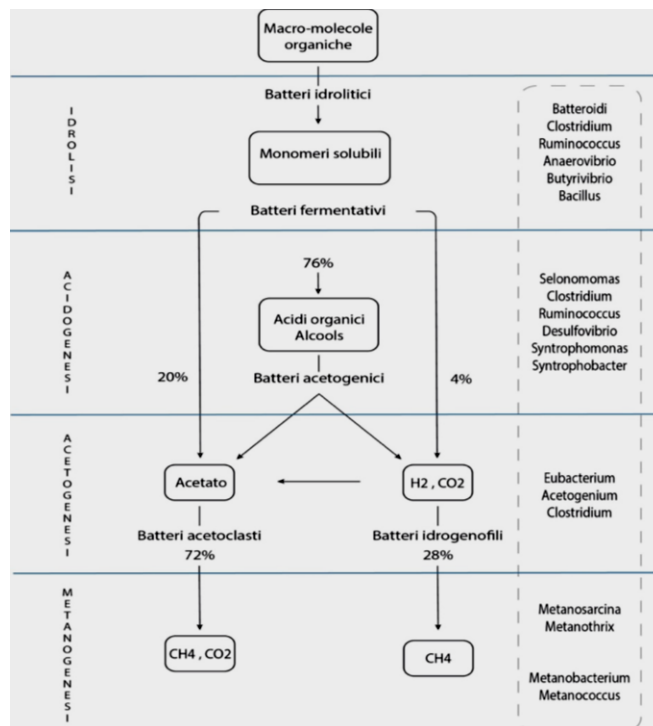 Macro-molecole
organiche
IDROLISI
Batteri idrolitici
Monomeri solubili
Batteri fermentativi
Batteroidi
Clostridium
Ruminococcus
Anaerovibrio
Butyrivibrio
Bacillus
ACIDOGENESI
76%
Acidi organici
Alcools
20%
Batteri acetogenici
4%
Selonomomas
Clostridium
Ruminococcus
Desulfovibrio
Syntrophomonas
Syntrophobacter
ACETOGENESI
Acetato
H2 , CO2
Batteri acetoclasti
72%
Batteri idrogenofili
28%
Eubacterium
Acetogenium
Clostridium
METANOGENESI
CH4 , CO2
CH4
Metanosarcina
Metanothrix
Metanobacterium
Metanococcus